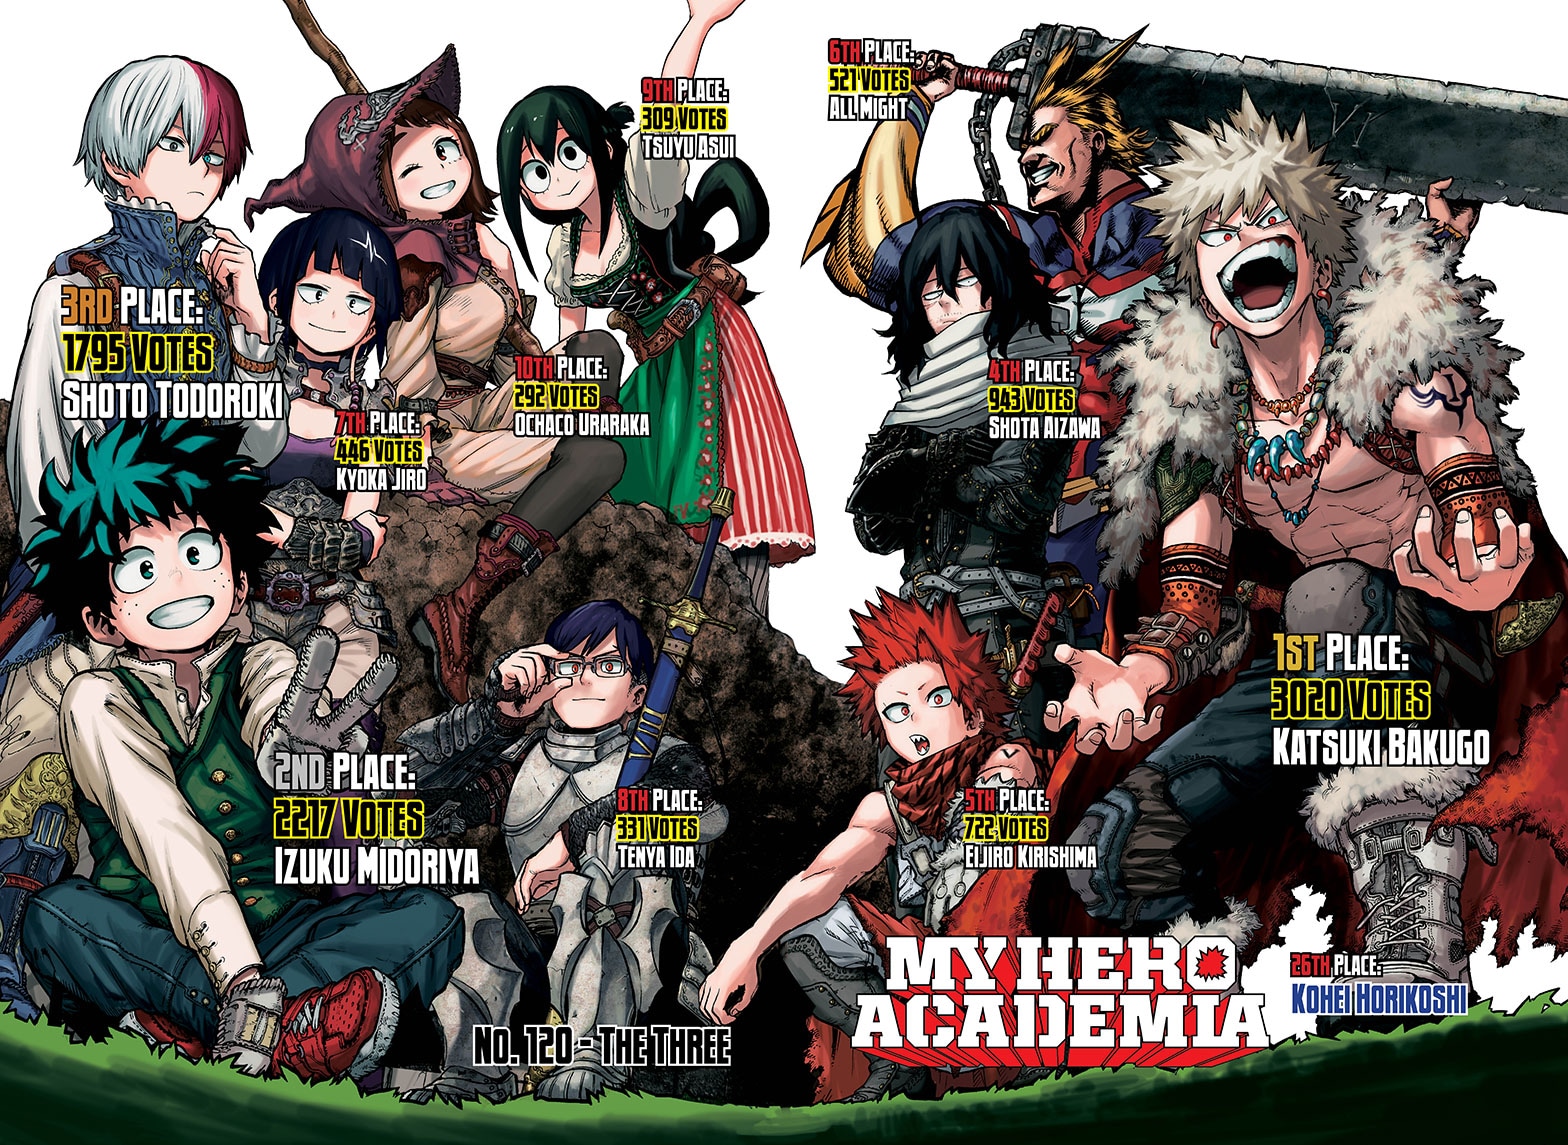 9TH PLACE:
309 VOTES
TSUYU ASUI
6TH PLACE:
521 VOTES
ALL MIGHT
3RD PLACE:
1795 VOTES
SHOTO TODOROKI
10TH PLACE:
292 VOTES
OCHACO URARAKA
7TH PLACE:
446 VOTES
KYOKA JIRO
4TH PLACE:
943 VOTES
SHOTA AIZAWA
1ST PLACE:
3020 VOTES
KATSUKI BAKUGO
2ND PLACE:
2217 VOTES
IZUKU MIDORIYA
8TH PLACE:
331 VOTES
TENYA IDA
5TH PLACE:
722 VOTES
EIJIRO KIRISHIMA
MY HERO
ACADEMIA
26TH PLACE:
KOHEI HORIKOSHI
NO. 120 - THE THREE